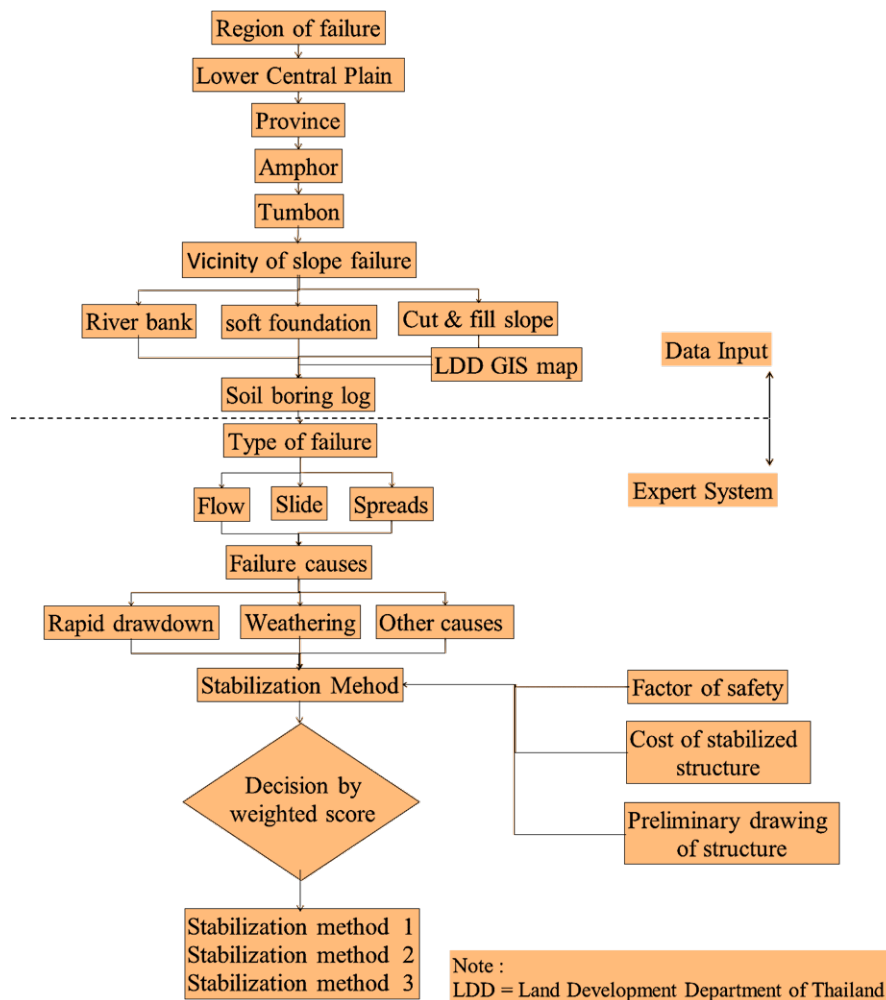 Region of failure
Lower Central Plain
Province
Amphor
Tumbon
Vicinity of slope failure
River bank
soft foundation
Cut & fill slope
LDD GIS map
Soil boring log
Data Input
Type of failure
Expert System
Flow
Slide
Spreads
Failure causes
Rapid drawdown
Weathering
Other causes
Stabilization Mehod
Factor of safety
Cost of stabilized
structure
Preliminary drawing
of structure
Decision by
weighted score
Stabilization method 1
Stabilization method 2
Stabilization method 3
Note :
LDD = Land Development Department of Thailand